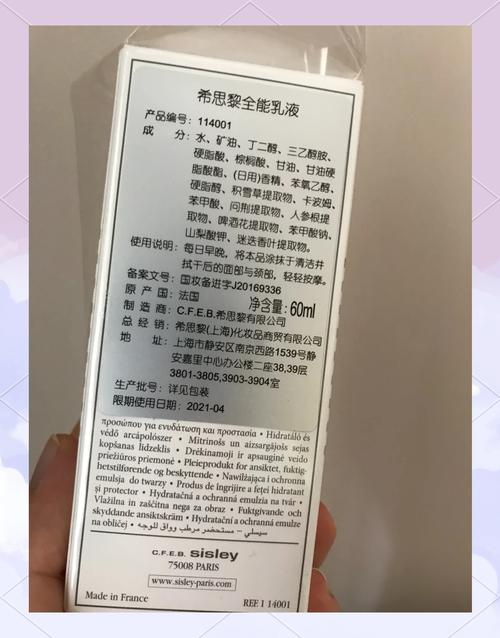 希思黎全能乳液
产品编号：114001
成　　分：水、矿油、丁二醇、三乙醇胺、
硬脂酸、棕榈酸、甘油、甘油硬
脂酸酯、(日用)香精、苯氧乙醇、
硬脂醇、积雪草提取物、卡波姆、
苯甲酸、问荆提取物、人参根提
取物、啤酒花提取物、苯甲酸钠、
山梨酸钾、迷迭香叶提取物。
使用说明：每日早晚，将本品涂抹于清洁并
拭干后的面部与颈部，轻轻按摩。
备案文号：国妆备进字J20169336
原 产 国：法国　净含量：60ml
制 造 商：C.F.E.B.希思黎有限公司
总 经 销：希思黎(上海)化妆品商贸有限公司
地　　址：上海市静安区南京西路1539号静
安嘉里中心办公楼二座38,39层
3801-3805,3903-3904室
生产批号：详见包装
限期使用日期：2021-04
προσώπου για ενυδάτωση και προστασία • Hidratáló és
védő arcápolószer • Mitrinošs un aizsargājošs sejas
kopšanas līdzeklis • Drėkinamoji ir apsauginė veido
priežiūros priemonė • Pleieprodukt for ansiktet, fuktig-
hetstilførende og beskyttende • Nawilżająca i ochronna
emulsja do twarzy • Produs de îngrijire a feței hidratant
și protector • Hydratačná a ochranná emulzia na tvár •
Vlažilna in zaščitna nega za obraz • Fuktgivande och
skyddande ansiktskräm • Hydratační a ochranná emulze
na obličej • سيسلي – مستحضر مرطب وواق للوجه
C.F.E.B. sisley
75008 PARIS
www.sisley-paris.com
Made in France REF 114001